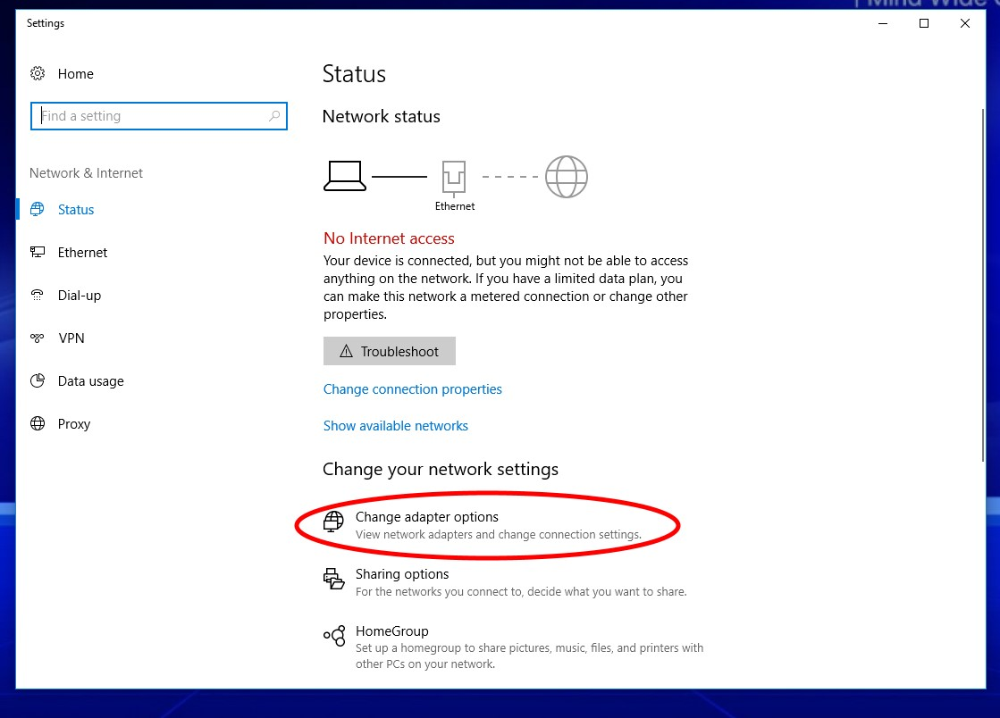 Settings
Home
Find a setting
Network & Internet
Status
Ethernet
Dial-up
VPN
Data usage
Proxy
Status
Network status
Ethernet
No Internet access
Your device is connected, but you might not be able to access
anything on the network. If you have a limited data plan, you
can make this network a metered connection or change other
properties.
Troubleshoot
Change connection properties
Show available networks
Change your network settings
Change adapter options
View network adapters and change connection settings.
Sharing options
For the networks you connect to, decide what you want to share.
HomeGroup
Set up a homegroup to share pictures, music, files, and printers with
other PCs on your network.